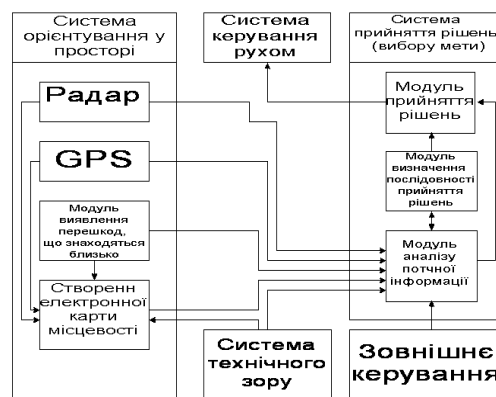 Система
орієнтування у
просторі
Радар
GPS
Модуль
виявлення
перешкод,
що знаходяться
близько
Створенн
електронної
карти
місцевості
Система
керування
рухом
Система
технічного
зору
Система
прийняття рішень
(вибору мети)
Модуль
прийняття
рішень
Модуль
визначення
послідовності
прийняття
рішень
Модуль
аналізу
потчної
інформації
Зовнішнє
керування